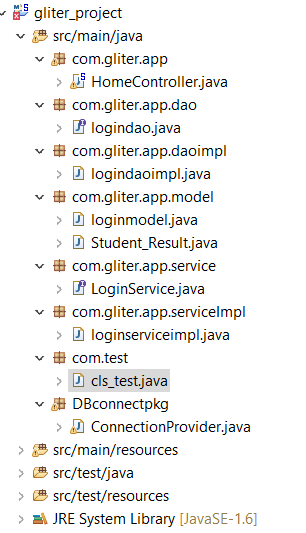 gliter_project
src/main/java
com.gliter.app
HomeController.java
com.gliter.app.dao
logindao.java
com.gliter.app.daoimpl
logindaoimpl.java
com.gliter.app.model
loginmodel.java
Student_Result.java
com.gliter.app.service
LoginService.java
com.gliter.app.serviceImpl
loginserviceimpl.java
com.test
cls_test.java
DBconnectpkg
ConnectionProvider.java
src/main/resources
src/test/java
src/test/resources
JRE System Library [JavaSE-1.6]